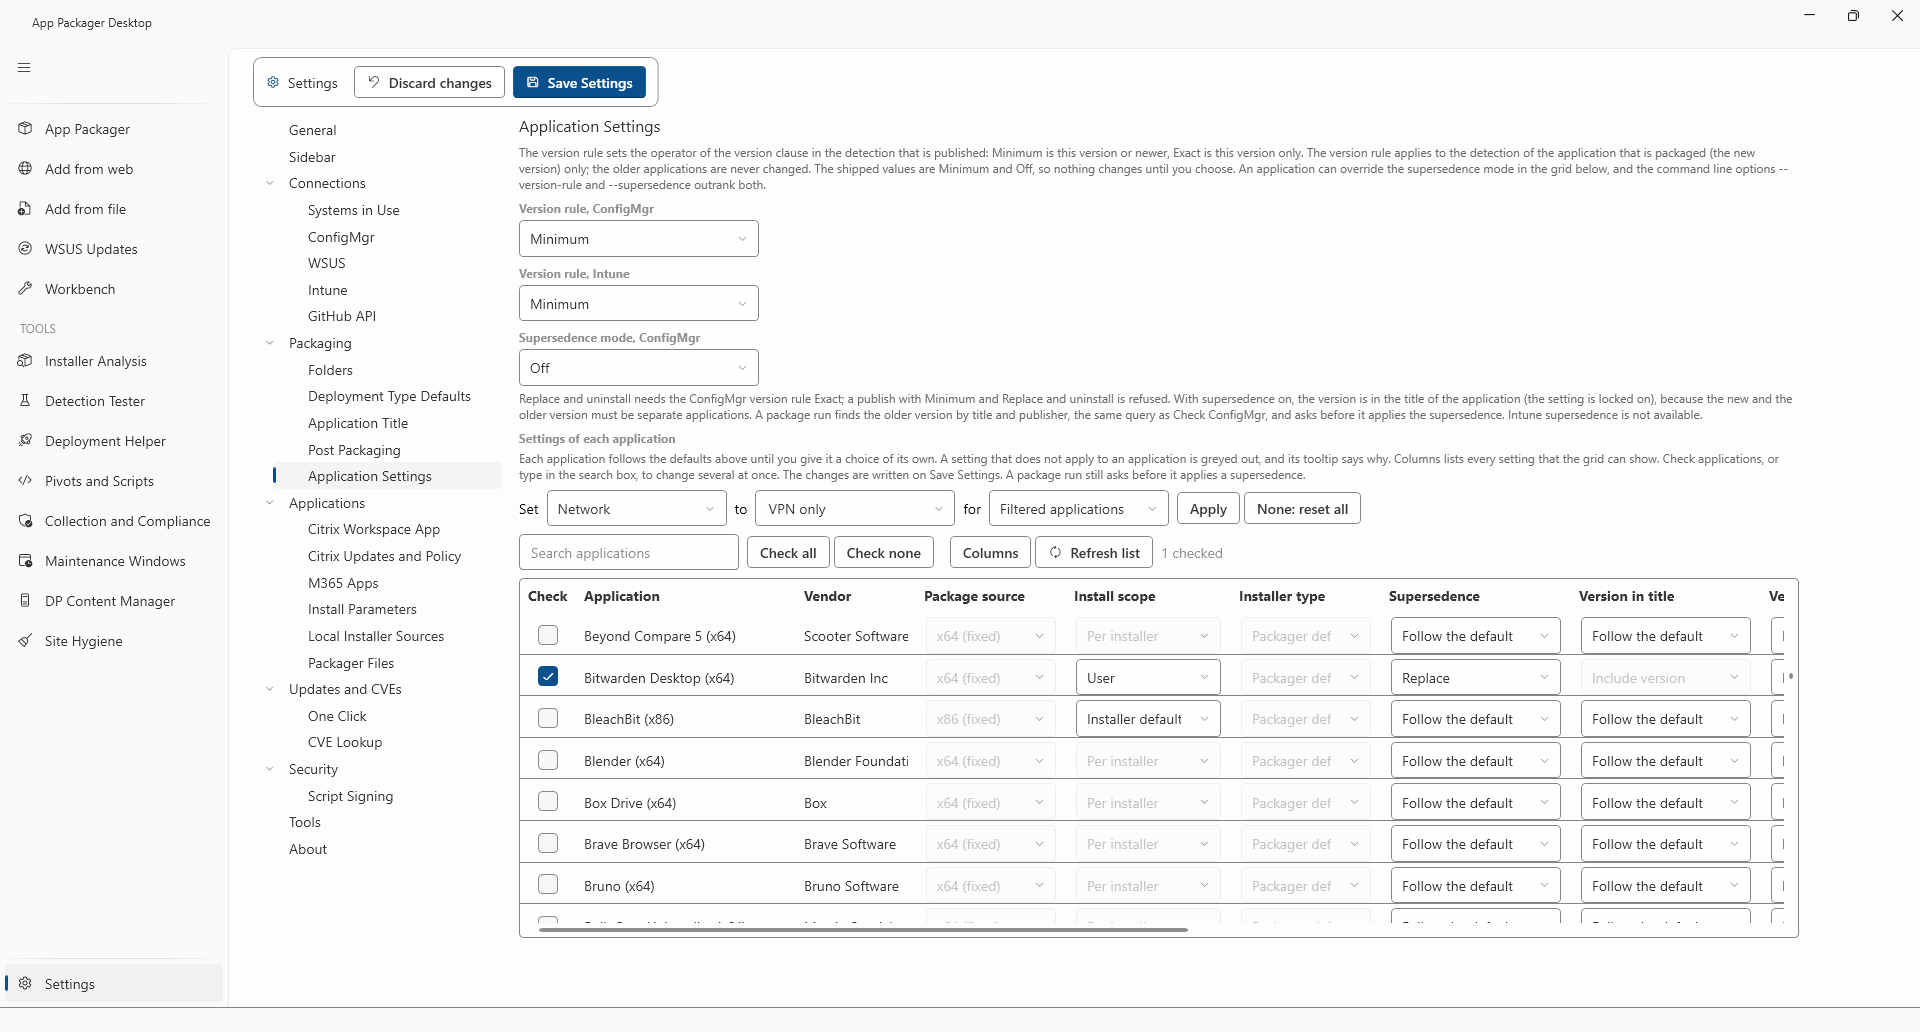 App Packager Desktop
Settings
Discard changes
Save Settings
App Packager
Add from web
Add from file
WSUS Updates
Workbench
TOOLS
Installer Analysis
Detection Tester
Deployment Helper
Pivots and Scripts
Collection and Compliance
Maintenance Windows
DP Content Manager
Site Hygiene
Settings
General
Sidebar
Connections
Systems in Use
ConfigMgr
WSUS
Intune
GitHub API
Packaging
Folders
Deployment Type Defaults
Application Title
Post Packaging
Application Settings
Applications
Citrix Workspace App
Citrix Updates and Policy
M365 Apps
Install Parameters
Local Installer Sources
Packager Files
Updates and CVEs
One Click
CVE Lookup
Security
Script Signing
Tools
About
Application Settings
The version rule sets the operator of the version clause in the detection that is published: Minimum is this version or newer, Exact is this version only. The version rule applies to the detection of the application that is packaged (the new
version) only; the older applications are never changed. The shipped values are Minimum and Off, so nothing changes until you choose. An application can override the supersedence mode in the grid below, and the command line options --
version-rule and --supersedence outrank both.
Version rule, ConfigMgr
Minimum
Version rule, Intune
Minimum
Supersedence mode, ConfigMgr
Off
Replace and uninstall needs the ConfigMgr version rule Exact; a publish with Minimum and Replace and uninstall is refused. With supersedence on, the version is in the title of the application (the setting is locked on), because the new and the
older version must be separate applications. A package run finds the older version by title and publisher, the same query as Check ConfigMgr, and asks before it applies the supersedence. Intune supersedence is not available.
Settings of each application
Each application follows the defaults above until you give it a choice of its own. A setting that does not apply to an application is greyed out, and its tooltip says why. Columns lists every setting that the grid can show. Check applications, or
type in the search box, to change several at once. The changes are written on Save Settings. A package run still asks before it applies a supersedence.
Set Network to VPN only for Filtered applications Apply None: reset all
Search applications Check all Check none Columns Refresh list 1 checked
Check Application Vendor Package source Install scope Installer type Supersedence Version in title Ve
Beyond Compare 5 (x64) Scooter Software x64 (fixed) Per installer Packager def Follow the default Follow the default
Bitwarden Desktop (x64) Bitwarden Inc x64 (fixed) User Packager def Replace Include version
BleachBit (x86) BleachBit x86 (fixed) Installer default Packager def Follow the default Follow the default
Blender (x64) Blender Foundati x64 (fixed) Per installer Packager def Follow the default Follow the default
Box Drive (x64) Box x64 (fixed) Per installer Packager def Follow the default Follow the default
Brave Browser (x64) Brave Software x64 (fixed) Per installer Packager def Follow the default Follow the default
Bruno (x64) Bruno Software x64 (fixed) Per installer Packager def Follow the default Follow the default